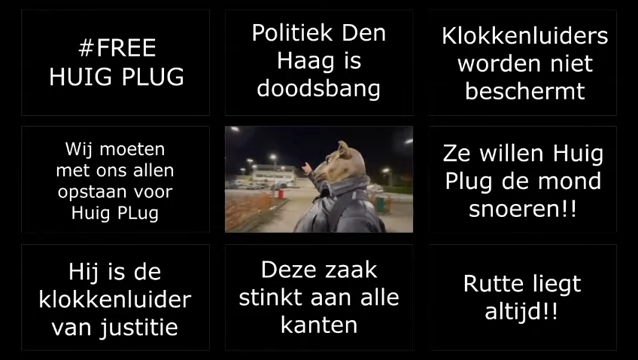 #FREE
HUIG PLUG
Politiek Den
Haag is
doodsbang
Klokkenluiders
worden niet
beschermt
Wij moeten
met ons allen
opstaan voor
Huig PLug
Ze willen Huig
Plug de mond
snoeren!!
Hij is de
klokkenluider
van justitie
Deze zaak
stinkt aan alle
kanten
Rutte liegt
altijd!!